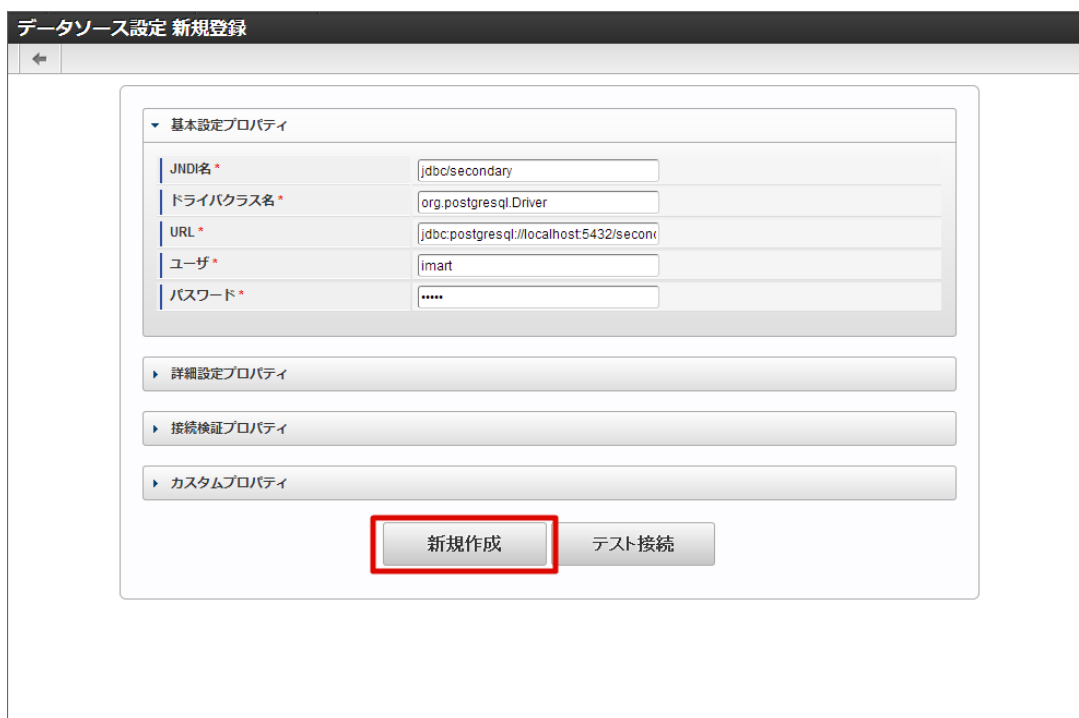 データソース設定 新規登録
基本設定プロパティ
JNDI名 * jdbc/secondary
ドライバクラス名 * org.postgresql.Driver
URL * jdbc:postgresql://localhost:5432/second
ユーザ * imart
パスワード * •••••
詳細設定プロパティ
接続検証プロパティ
カスタムプロパティ
新規作成 テスト接続